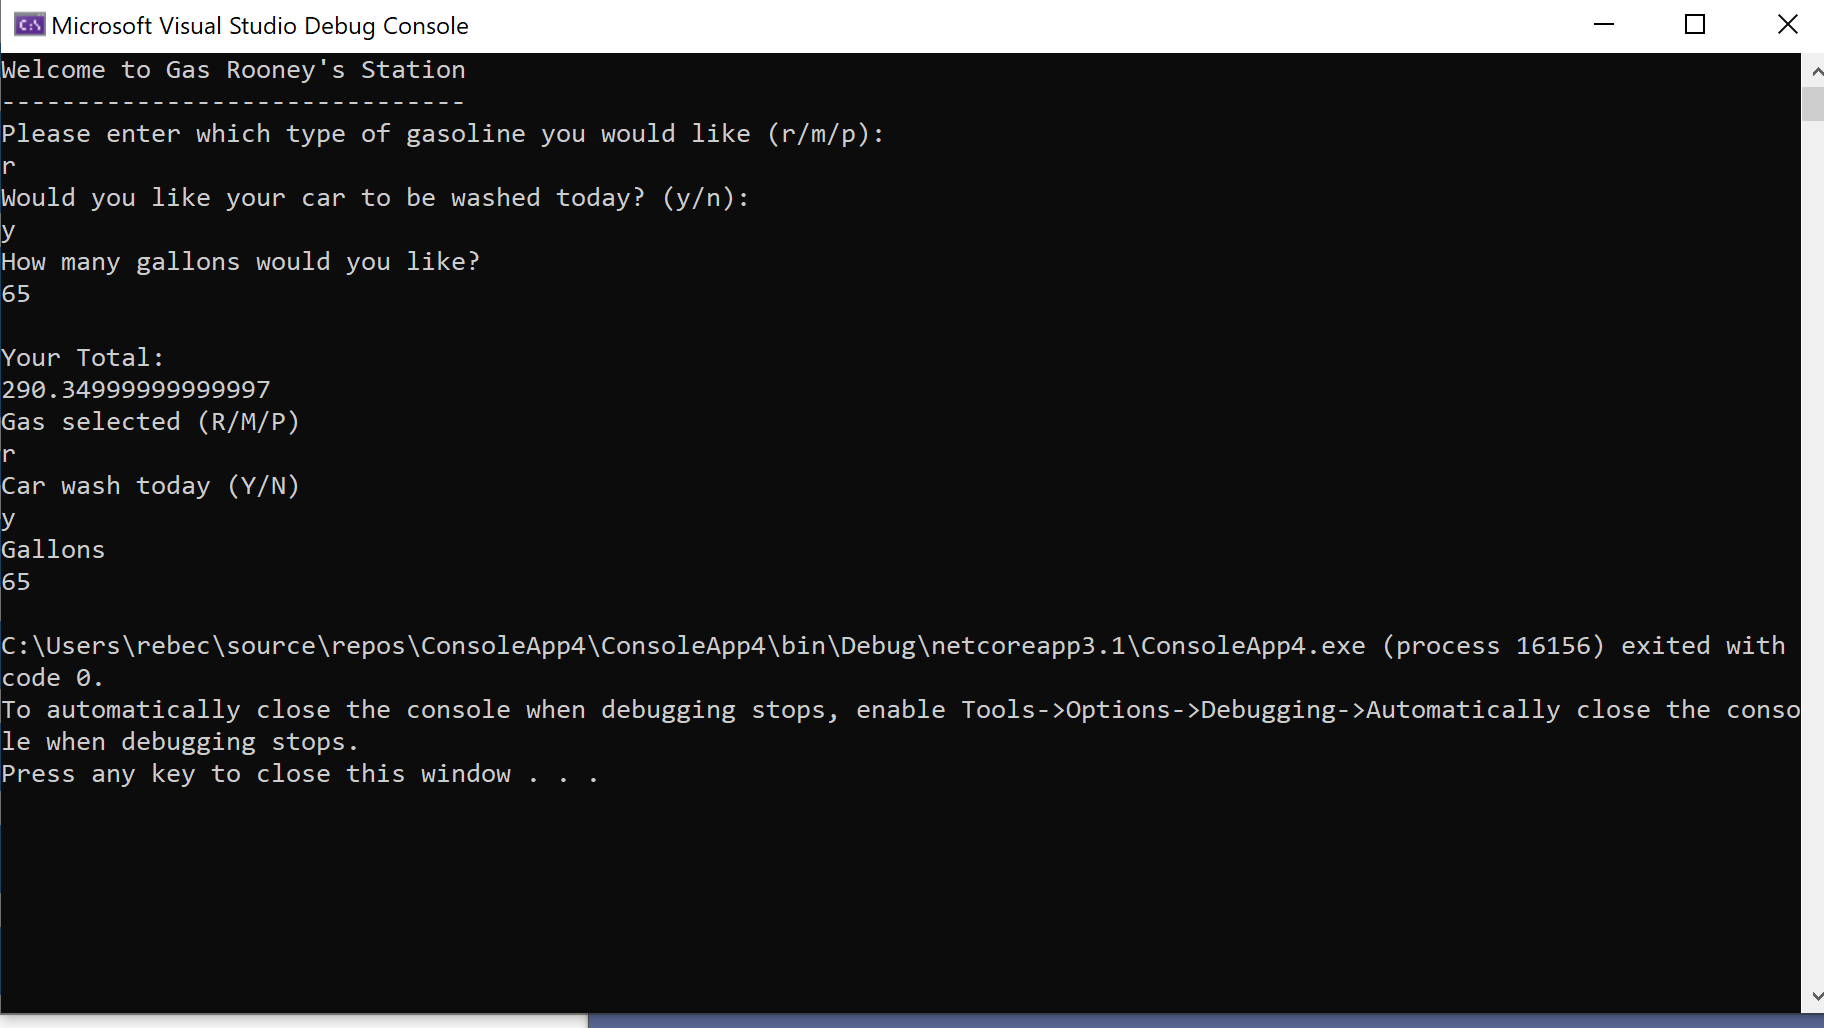 Microsoft Visual Studio Debug Console
Welcome to Gas Rooney's Station
-------------------------------
Please enter which type of gasoline you would like (r/m/p):
r
Would you like your car to be washed today? (y/n):
y
How many gallons would you like?
65
Your Total:
290.34999999999997
Gas selected (R/M/P)
r
Car wash today (Y/N)
y
Gallons
65
C:\Users\rebec\source\repos\ConsoleApp4\ConsoleApp4\bin\Debug\netcoreapp3.1\ConsoleApp4.exe (process 16156) exited with
code 0.
To automatically close the console when debugging stops, enable Tools->Options->Debugging->Automatically close the conso
le when debugging stops.
Press any key to close this window . . .